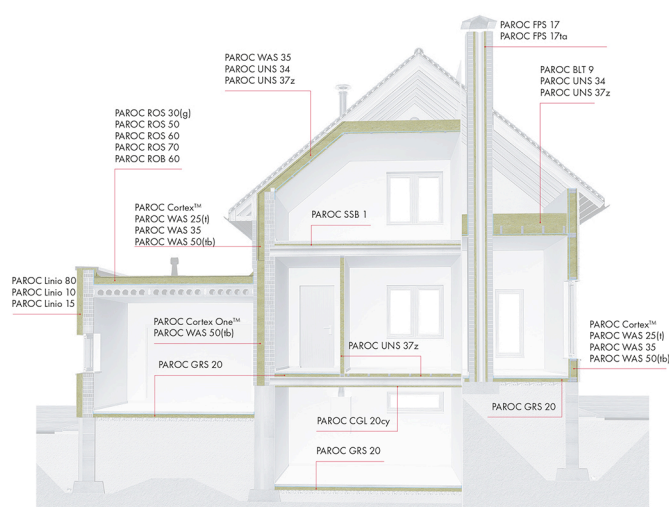 PAROC FPS 17
PAROC FPS 17ta
PAROC WAS 35
PAROC UNS 34
PAROC UNS 37z
PAROC BLT 9
PAROC UNS 34
PAROC UNS 37z
PAROC ROS 30(g)
PAROC ROS 50
PAROC ROS 60
PAROC ROS 70
PAROC ROB 60
PAROC Cortex™
PAROC WAS 25(t)
PAROC WAS 35
PAROC WAS 50(tb)
PAROC SSB 1
PAROC Linio 80
PAROC Linio 10
PAROC Linio 15
PAROC Cortex One™
PAROC WAS 50(tb)
PAROC UNS 37z
PAROC Cortex™
PAROC WAS 25(t)
PAROC WAS 35
PAROC WAS 50(tb)
PAROC GRS 20
PAROC GRS 20
PAROC CGL 20cy
PAROC GRS 20